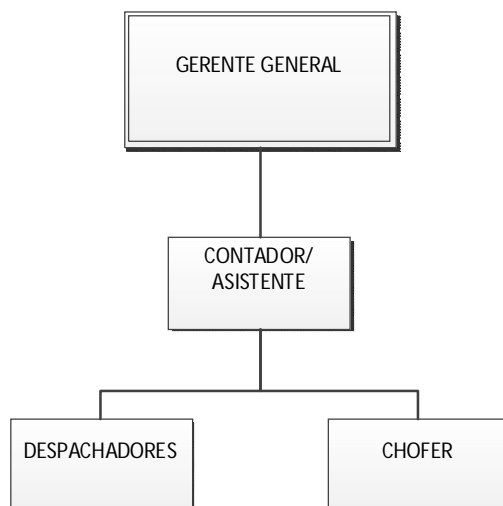 GERENTE GENERAL
CONTADOR/
ASISTENTE
DESPACHADORES
CHOFER